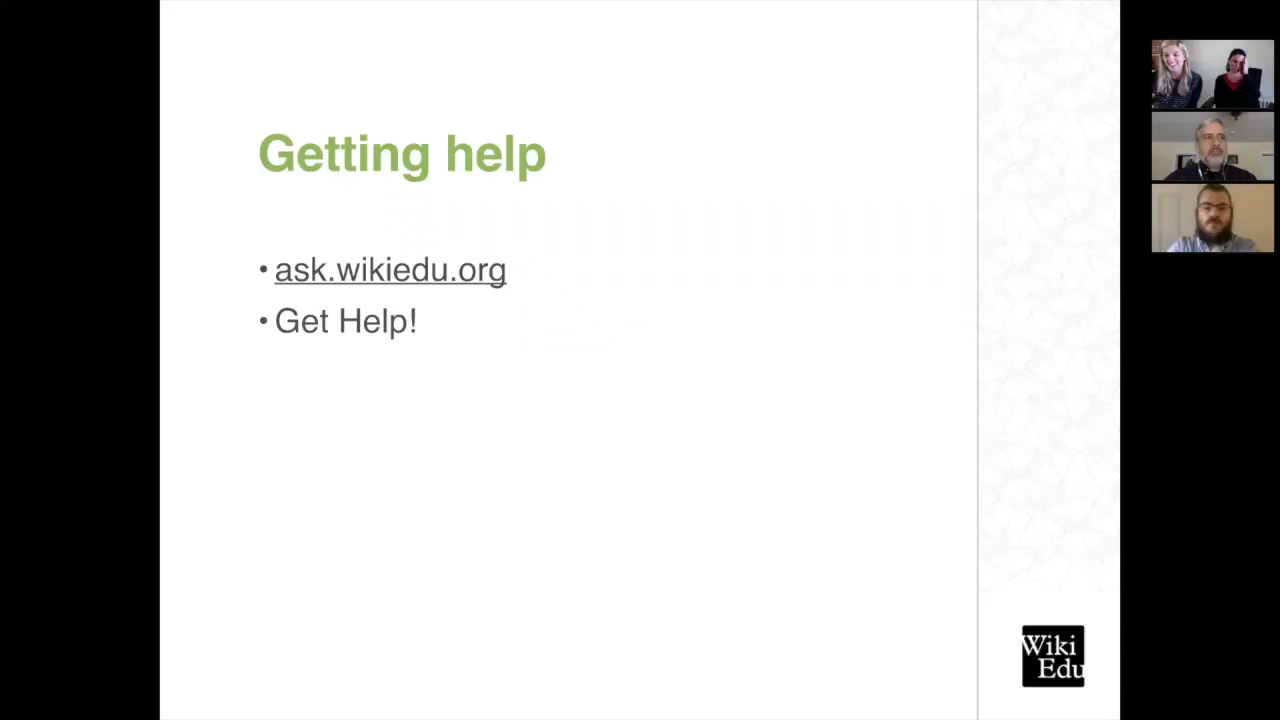 Getting help
• ask.wikiedu.org
• Get Help!
Wiki
Edu